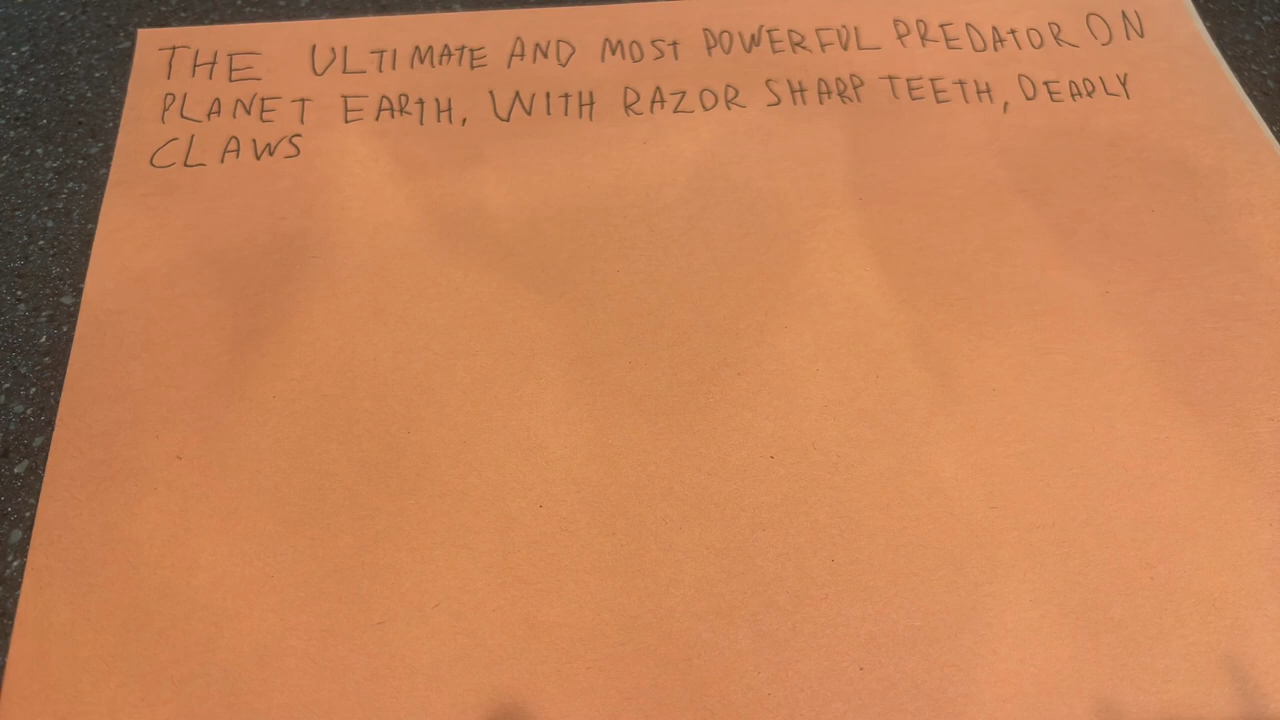 THE ULTIMATE AND MOST POWERFUL PREDATOR ON
PLANET EARTH, WITH RAZOR SHARP TEETH, DEADLY
CLAWS